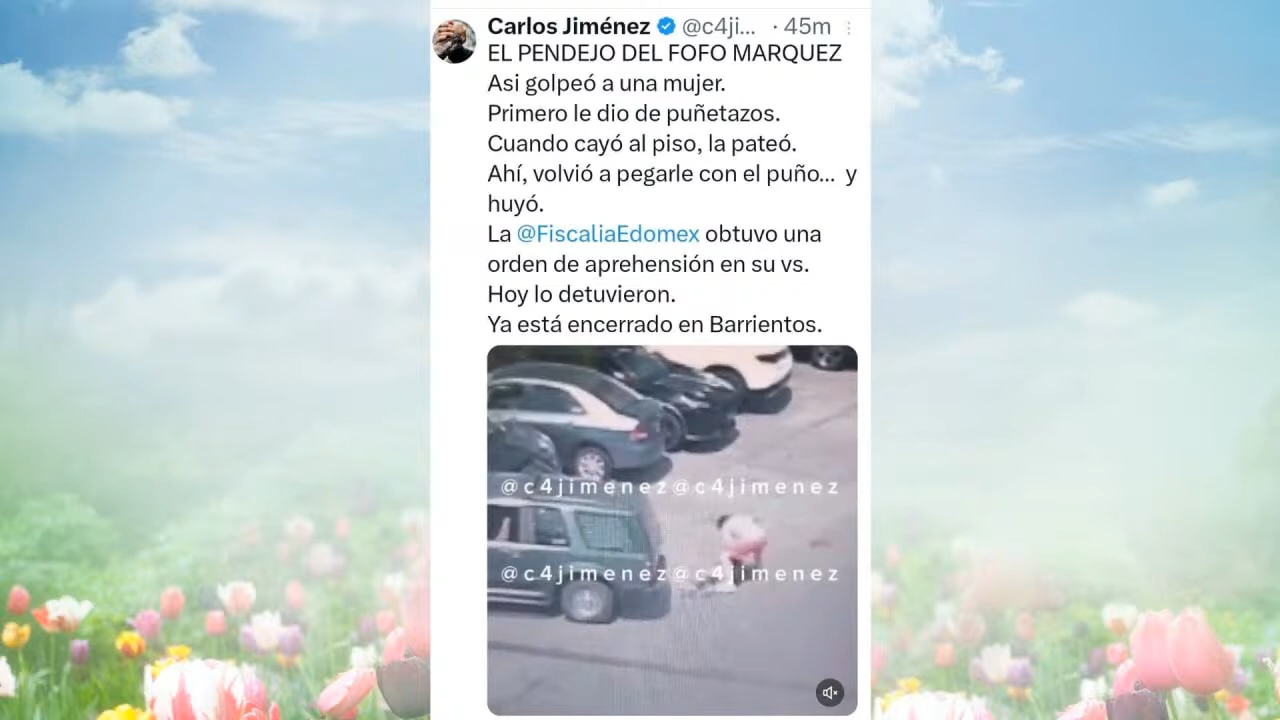 Carlos Jiménez @c4ji... · 45m
EL PENDEJO DEL FOFO MARQUEZ
Asi golpeó a una mujer.
Primero le dio de puñetazos.
Cuando cayó al piso, la pateó.
Ahí, volvió a pegarle con el puño... y
huyó.
La @FiscaliaEdomex obtuvo una
orden de aprehensión en su vs.
Hoy lo detuvieron.
Ya está encerrado en Barrientos.
@c4jimenez@c4jimenez
@c4jimenez@c4jimenez